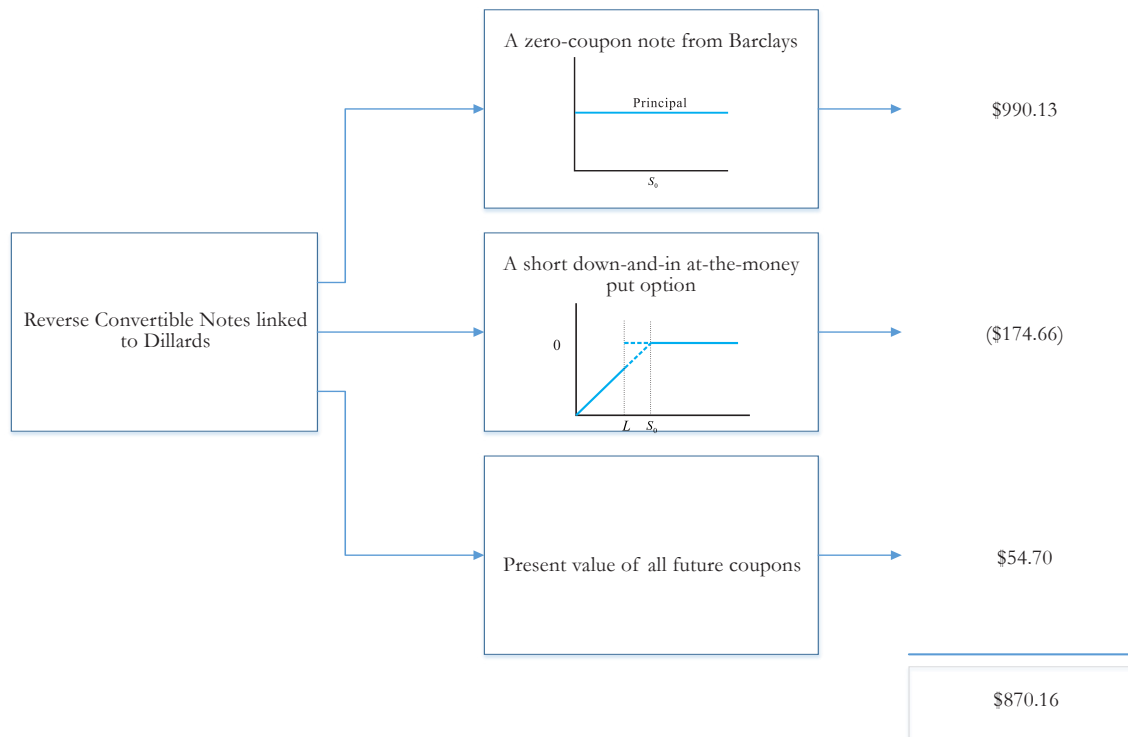 A zero-coupon note from Barclays
Principal
S₀
$990.13
Reverse Convertible Notes linked
to Dillards
A short down-and-in at-the-money
put option
0
L S₀
($174.66)
Present value of all future coupons
$54.70
$870.16